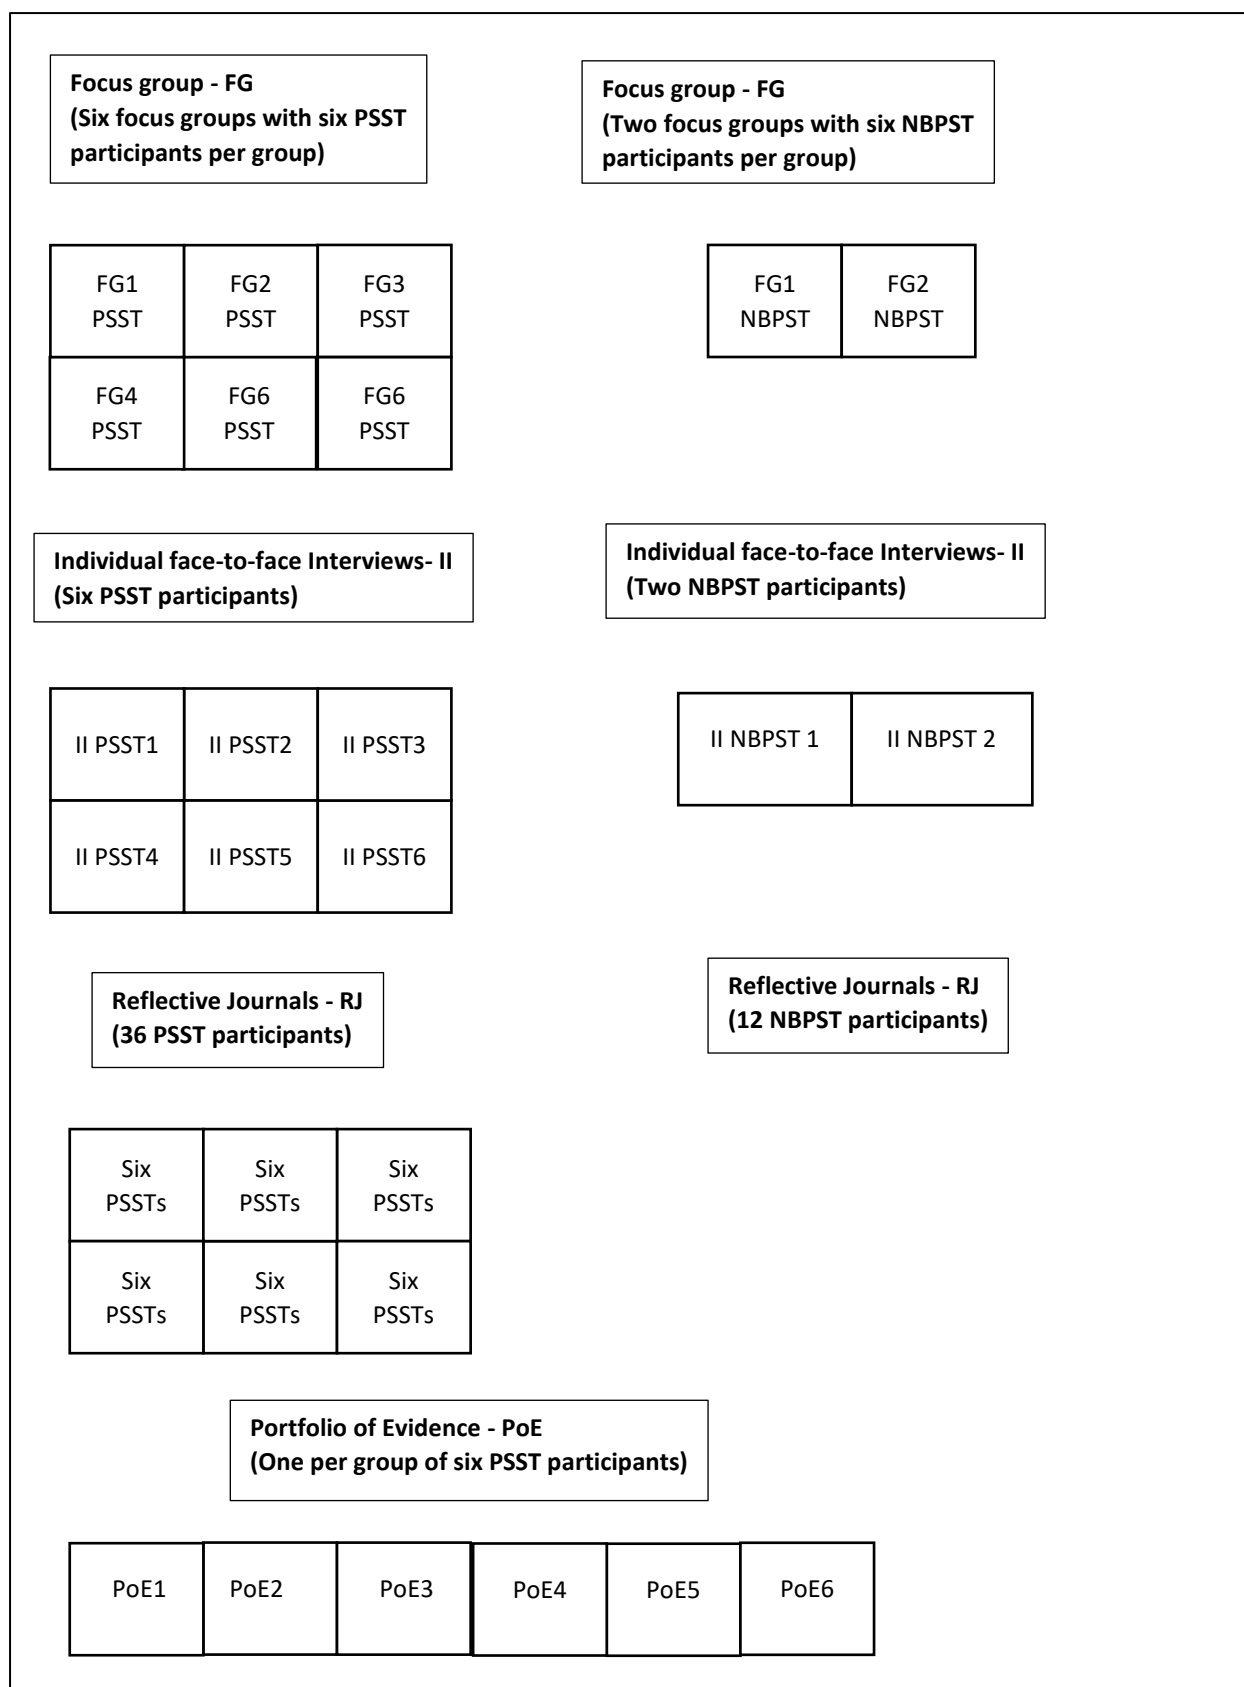 Focus group - FG
(Six focus groups with six PSST
participants per group)
Focus group - FG
(Two focus groups with six NBPST
participants per group)
FG1
PSST
FG2
PSST
FG3
PSST
FG4
PSST
FG6
PSST
FG6
PSST
FG1
NBPST
FG2
NBPST
Individual face-to-face Interviews- II
(Six PSST participants)
Individual face-to-face Interviews- II
(Two NBPST participants)
II PSST1
II PSST2
II PSST3
II PSST4
II PSST5
II PSST6
II NBPST 1
II NBPST 2
Reflective Journals - RJ
(36 PSST participants)
Reflective Journals - RJ
(12 NBPST participants)
Six
PSSTs
Six
PSSTs
Six
PSSTs
Six
PSSTs
Six
PSSTs
Six
PSSTs
Portfolio of Evidence - PoE
(One per group of six PSST participants)
PoE1
PoE2
PoE3
PoE4
PoE5
PoE6